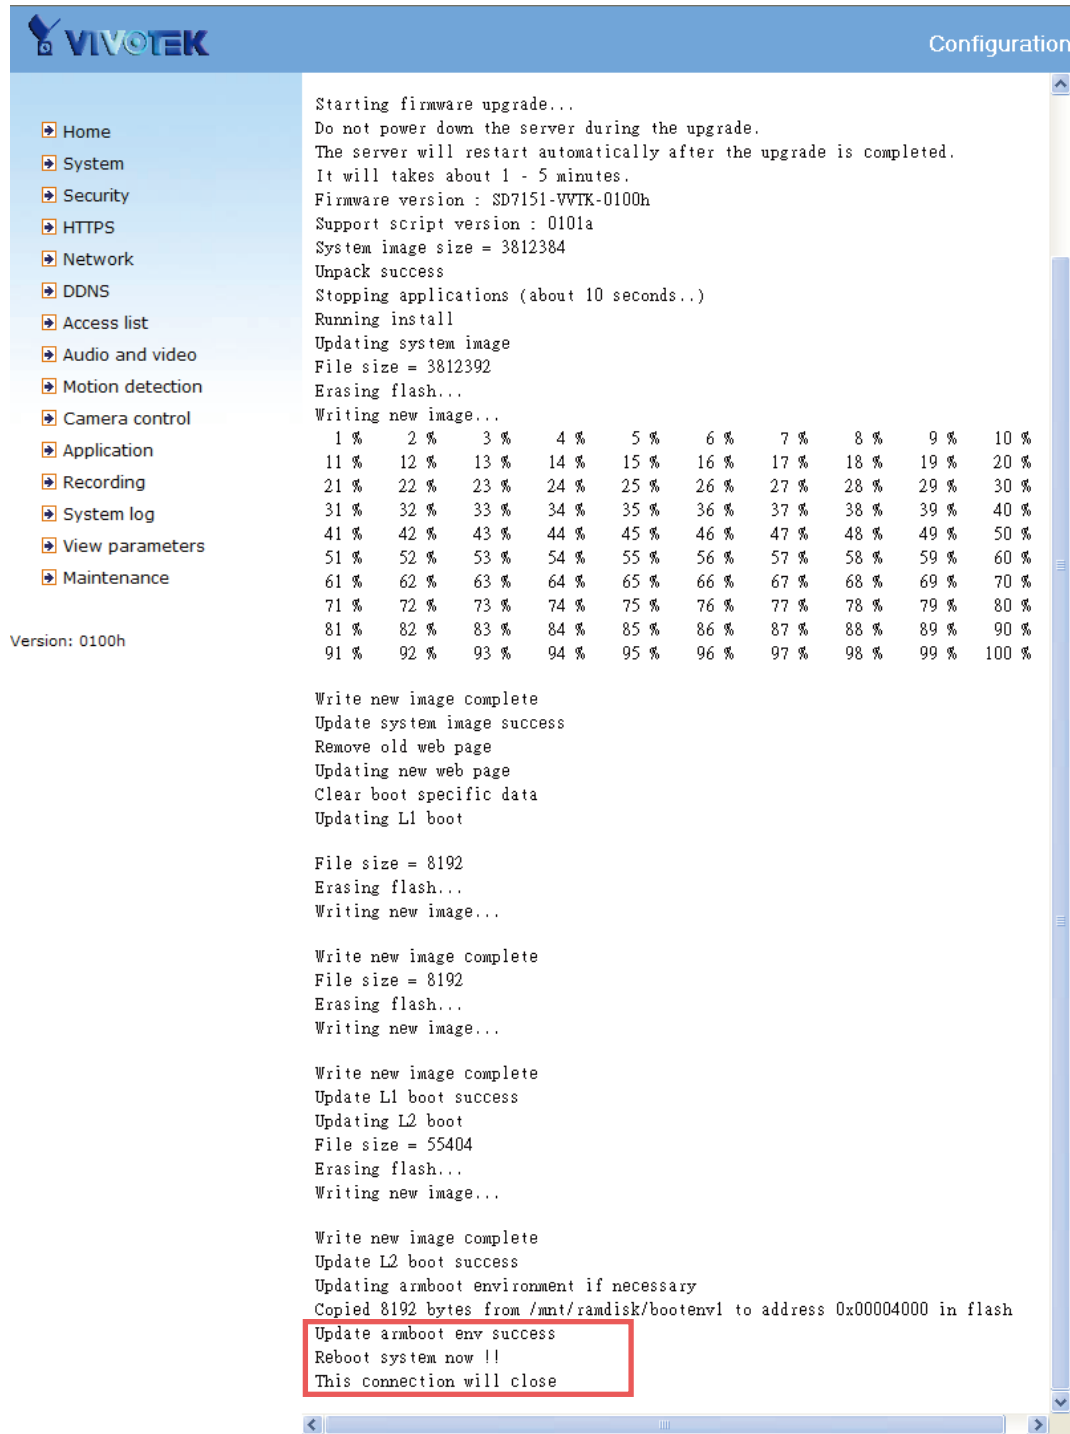 VIVOTEK
Configuration
Home
System
Security
HTTPS
Network
DDNS
Access list
Audio and video
Motion detection
Camera control
Application
Recording
System log
View parameters
Maintenance
Version: 0100h
Starting firmware upgrade...
Do not power down the server during the upgrade.
The server will restart automatically after the upgrade is completed.
It will takes about 1 - 5 minutes.
Firmware version : SD7151-VVTK-0100h
Support script version : 0101a
System image size = 3812384
Unpack success
Stopping applications (about 10 seconds..)
Running install
Updating system image
File size = 3812392
Erasing flash...
Writing new image...
1 % 2 % 3 % 4 % 5 % 6 % 7 % 8 % 9 % 10 %
11 % 12 % 13 % 14 % 15 % 16 % 17 % 18 % 19 % 20 %
21 % 22 % 23 % 24 % 25 % 26 % 27 % 28 % 29 % 30 %
31 % 32 % 33 % 34 % 35 % 36 % 37 % 38 % 39 % 40 %
41 % 42 % 43 % 44 % 45 % 46 % 47 % 48 % 49 % 50 %
51 % 52 % 53 % 54 % 55 % 56 % 57 % 58 % 59 % 60 %
61 % 62 % 63 % 64 % 65 % 66 % 67 % 68 % 69 % 70 %
71 % 72 % 73 % 74 % 75 % 76 % 77 % 78 % 79 % 80 %
81 % 82 % 83 % 84 % 85 % 86 % 87 % 88 % 89 % 90 %
91 % 92 % 93 % 94 % 95 % 96 % 97 % 98 % 99 % 100 %
Write new image complete
Update system image success
Remove old web page
Updating new web page
Clear boot specific data
Updating L1 boot
File size = 8192
Erasing flash...
Writing new image...
Write new image complete
File size = 8192
Erasing flash...
Writing new image...
Write new image complete
Update L1 boot success
Updating L2 boot
File size = 55404
Erasing flash...
Writing new image...
Write new image complete
Update L2 boot success
Updating armboot environment if necessary
Copied 8192 bytes from /mnt/ramdisk/bootenv1 to address 0x00004000 in flash
Update armboot env success
Reboot system now !!
This connection will close